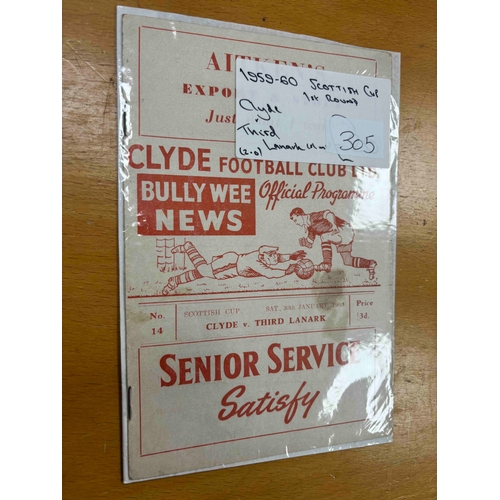 AITKEN'S
EXPO
Just
1959-60 SCOTTISH CUP
1st ROUND
Clyde
Third
Lanark
(2-0)
305
CLYDE FOOTBALL CLUB LTD
BULLY WEE
NEWS
Official Programme
No.
14
SCOTTISH CUP SAT. 30th JANUARY, 1960
CLYDE v. THIRD LANARK
Price
3d.
SENIOR SERVICE
Satisfy